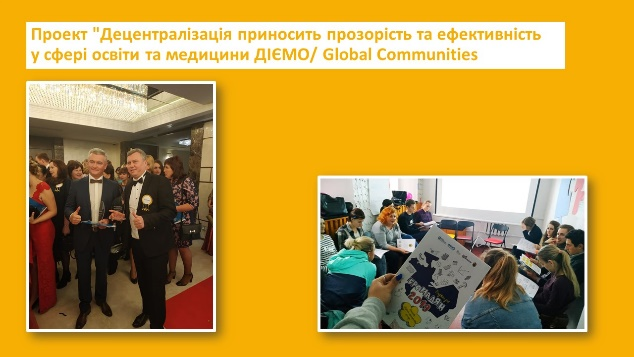 Проект "Децентралізація приносить прозорість та ефективність
у сфері освіти та медицини ДІЄМО/ Global Communities